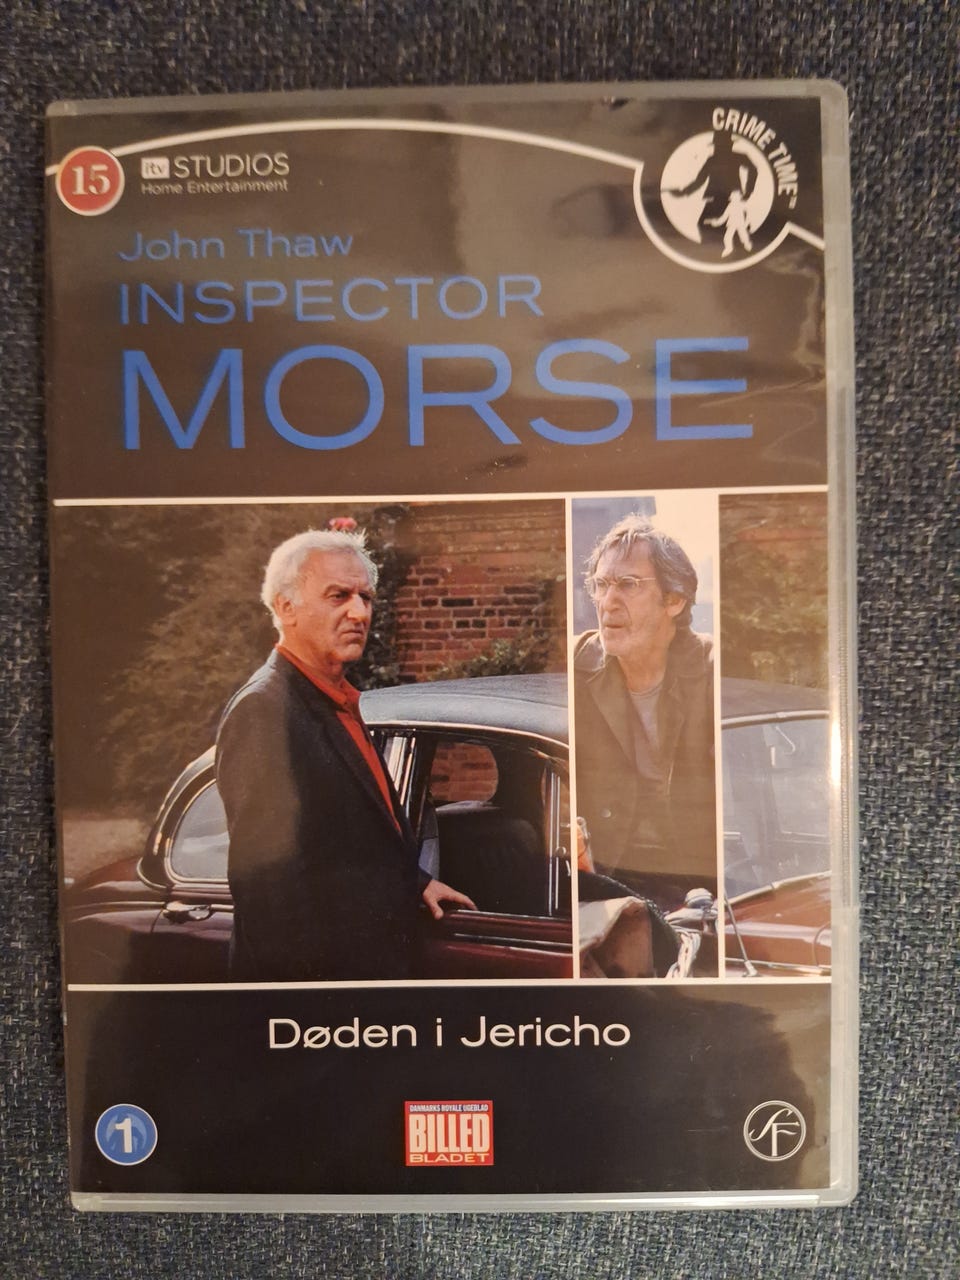 CRIME TIME™
15
itv STUDIOS
Home Entertainment
John Thaw
INSPECTOR
MORSE
Døden i Jericho
1
DANMARKS ROYALE UGEBLAD
BILLED
BLADET
SF